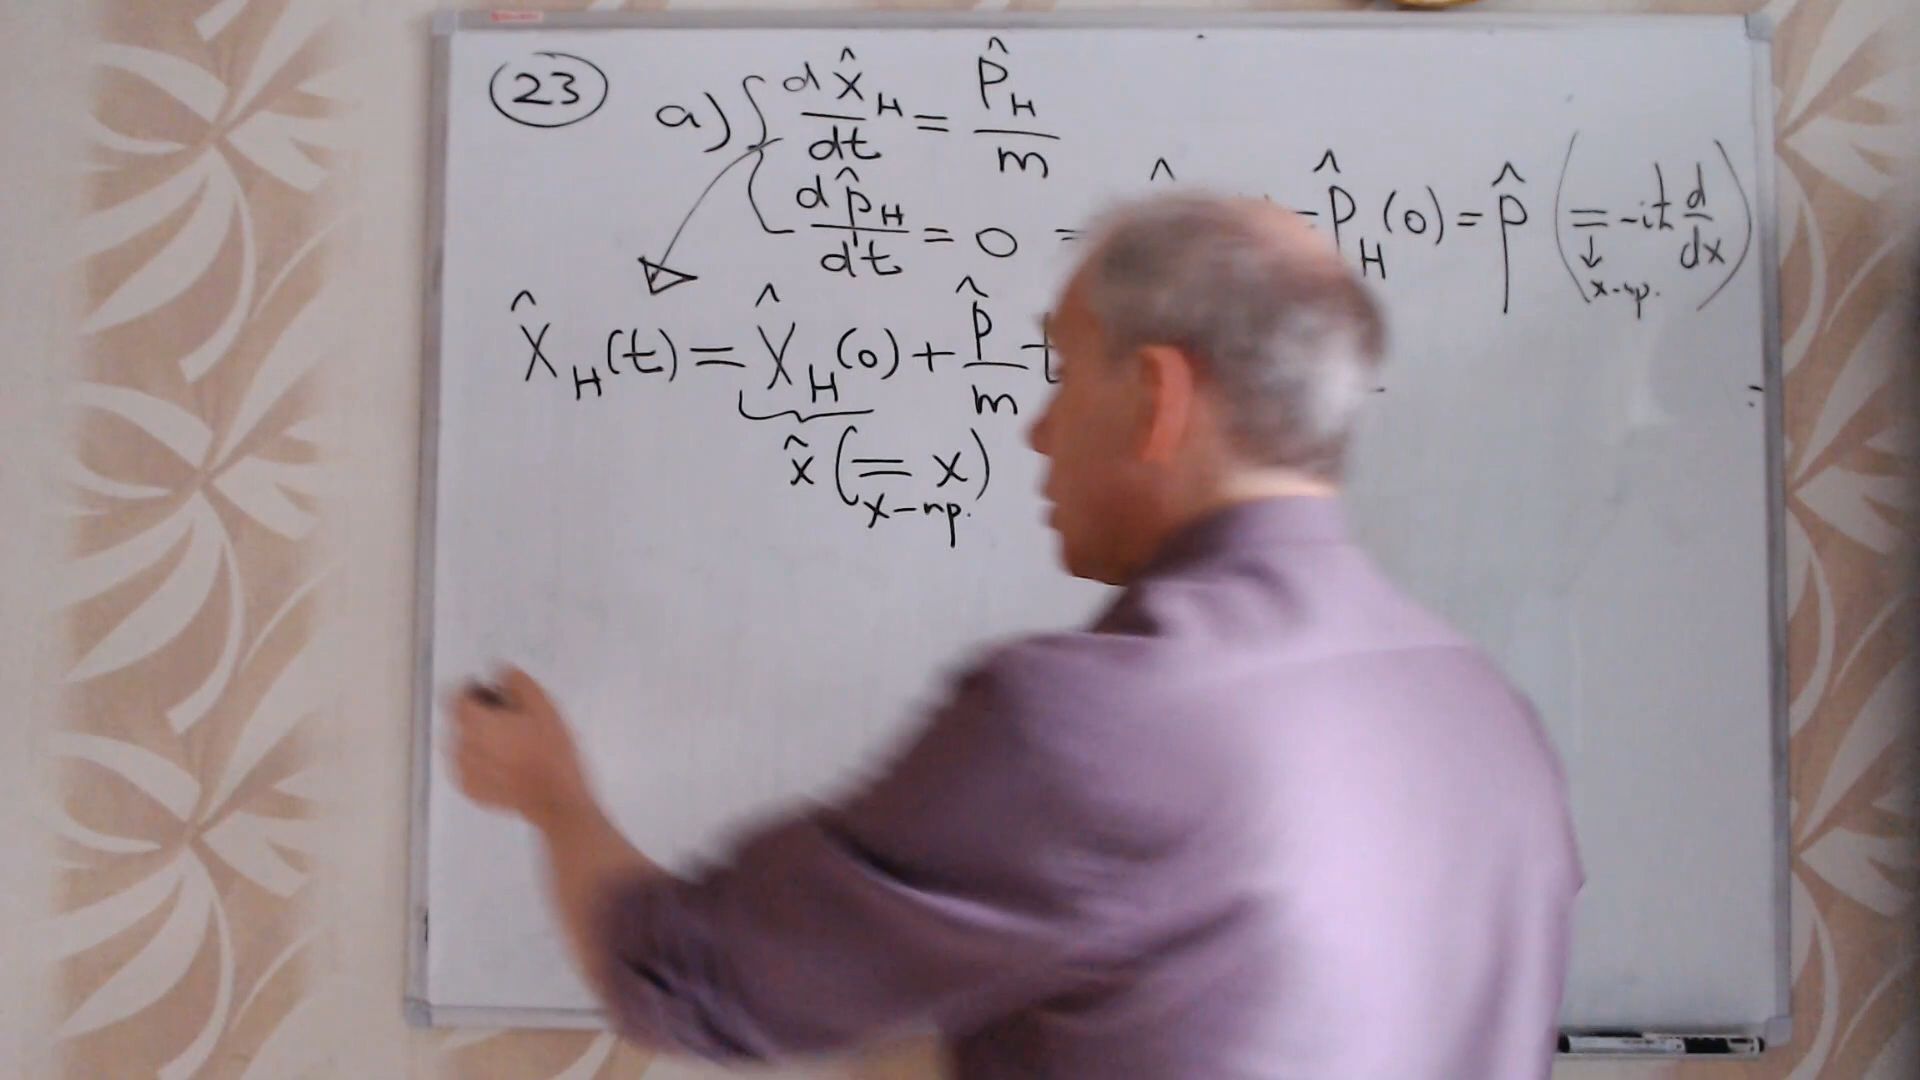 (23) a) { dx̂_H/dt = p̂_H/m
dp̂_H/dt = 0 = p̂_H(0) = p̂ (= -iħ d/dx)
x-пр.
x̂_H(t) = x̂_H(0) + p̂/m t
x̂ (= x)
x-пр.